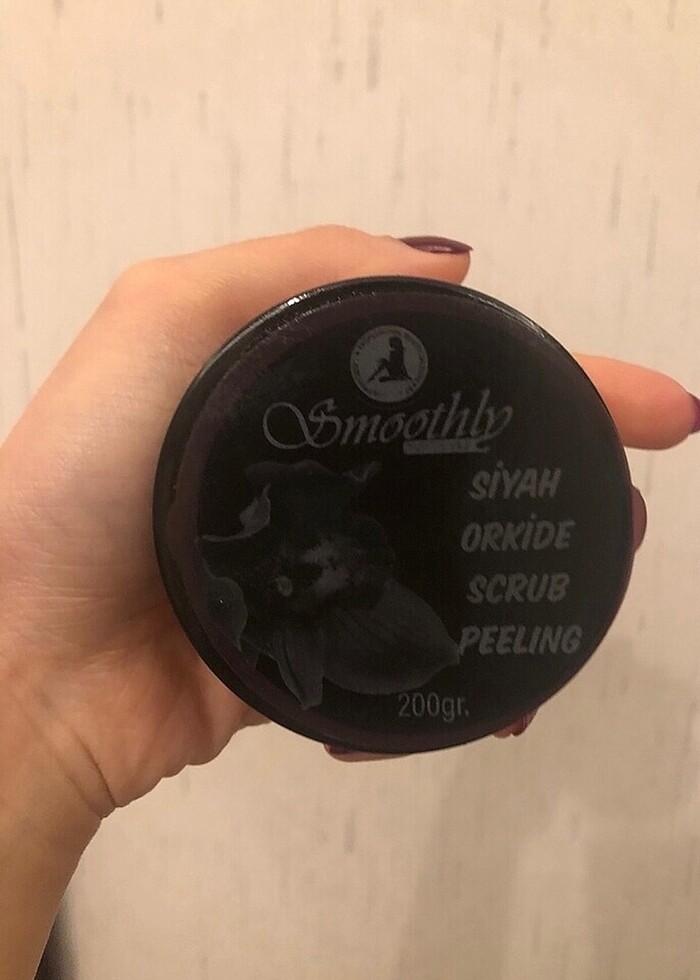 Smoothly
SİYAH
ORKİDE
SCRUB
PEELING
200gr.